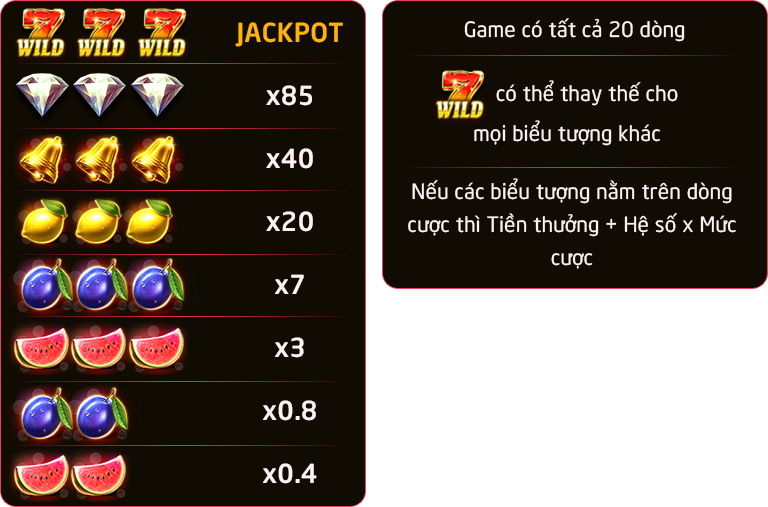 7 WILD 7 WILD 7 WILD JACKPOT
x85
x40
x20
x7
x3
x0.8
x0.4
Game có tất cả 20 dòng
7 WILD có thể thay thế cho
mọi biểu tượng khác
Nếu các biểu tượng nằm trên dòng
cược thì Tiền thưởng + Hệ số x Mức
cược